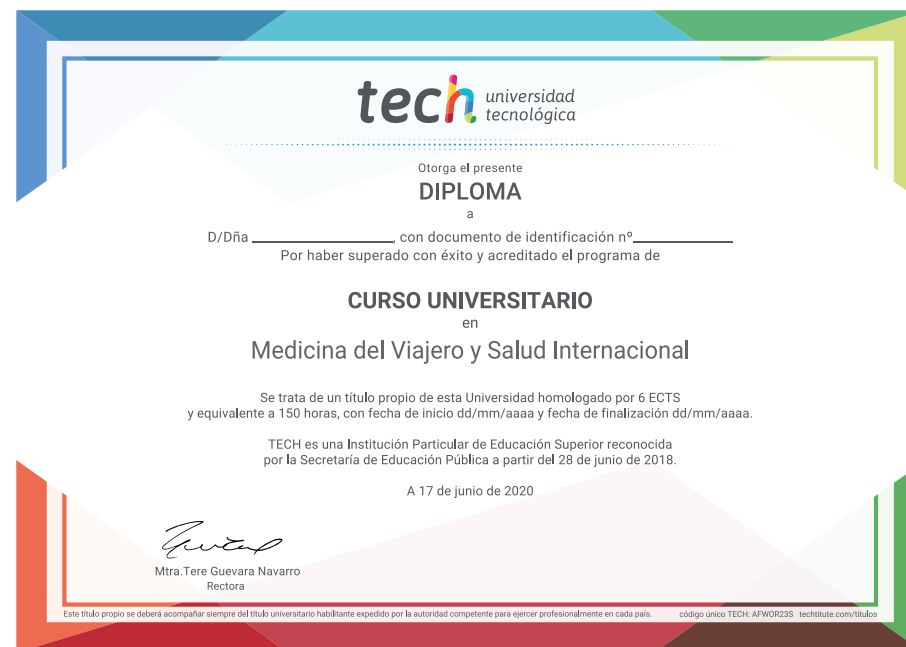 tech universidad
tecnológica
Otorga el presente
DIPLOMA
a
D/Dña ____________________, con documento de identificación nº______________
Por haber superado con éxito y acreditado el programa de
CURSO UNIVERSITARIO
en
Medicina del Viajero y Salud Internacional
Se trata de un título propio de esta Universidad homologado por 6 ECTS
y equivalente a 150 horas, con fecha de inicio dd/mm/aaaa y fecha de finalización dd/mm/aaaa.
TECH es una Institución Particular de Educación Superior reconocida
por la Secretaría de Educación Pública a partir del 28 de junio de 2018.
A 17 de junio de 2020
Mtra.Tere Guevara Navarro
Rectora
Este título propio se deberá acompañar siempre del título universitario habilitante expedido por la autoridad competente para ejercer profesionalmente en cada país. código único TECH: AFWOR23S techtitute.com/títulos